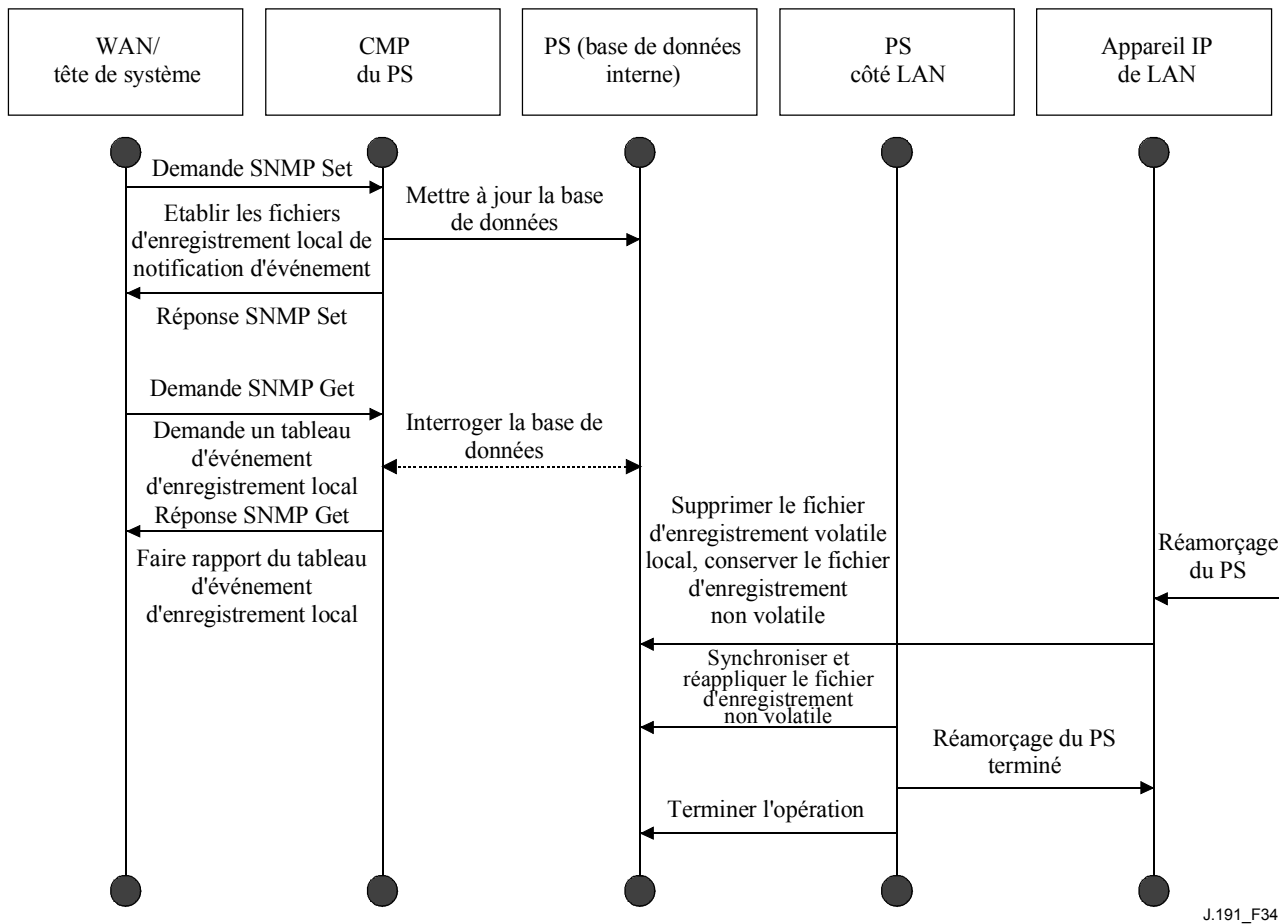 WAN/
tête de système
CMP
du PS
PS (base de données
interne)
PS
côté LAN
Appareil IP
de LAN
Demande SNMP Set
Mettre à jour la base
de données
Etablir les fichiers
d'enregistrement local de
notification d'événement
Réponse SNMP Set
Demande SNMP Get
Interroger la base de
données
Demande un tableau
d'événement
d'enregistrement local
Réponse SNMP Get
Faire rapport du tableau
d'événement
d'enregistrement local
Supprimer le fichier
d'enregistrement volatile
local, conserver le fichier
d'enregistrement
non volatile
Réamorçage
du PS
Synchroniser et
réappliquer le fichier
d'enregistrement
non volatile
Réamorçage du PS
terminé
Terminer l'opération
J.191_F34